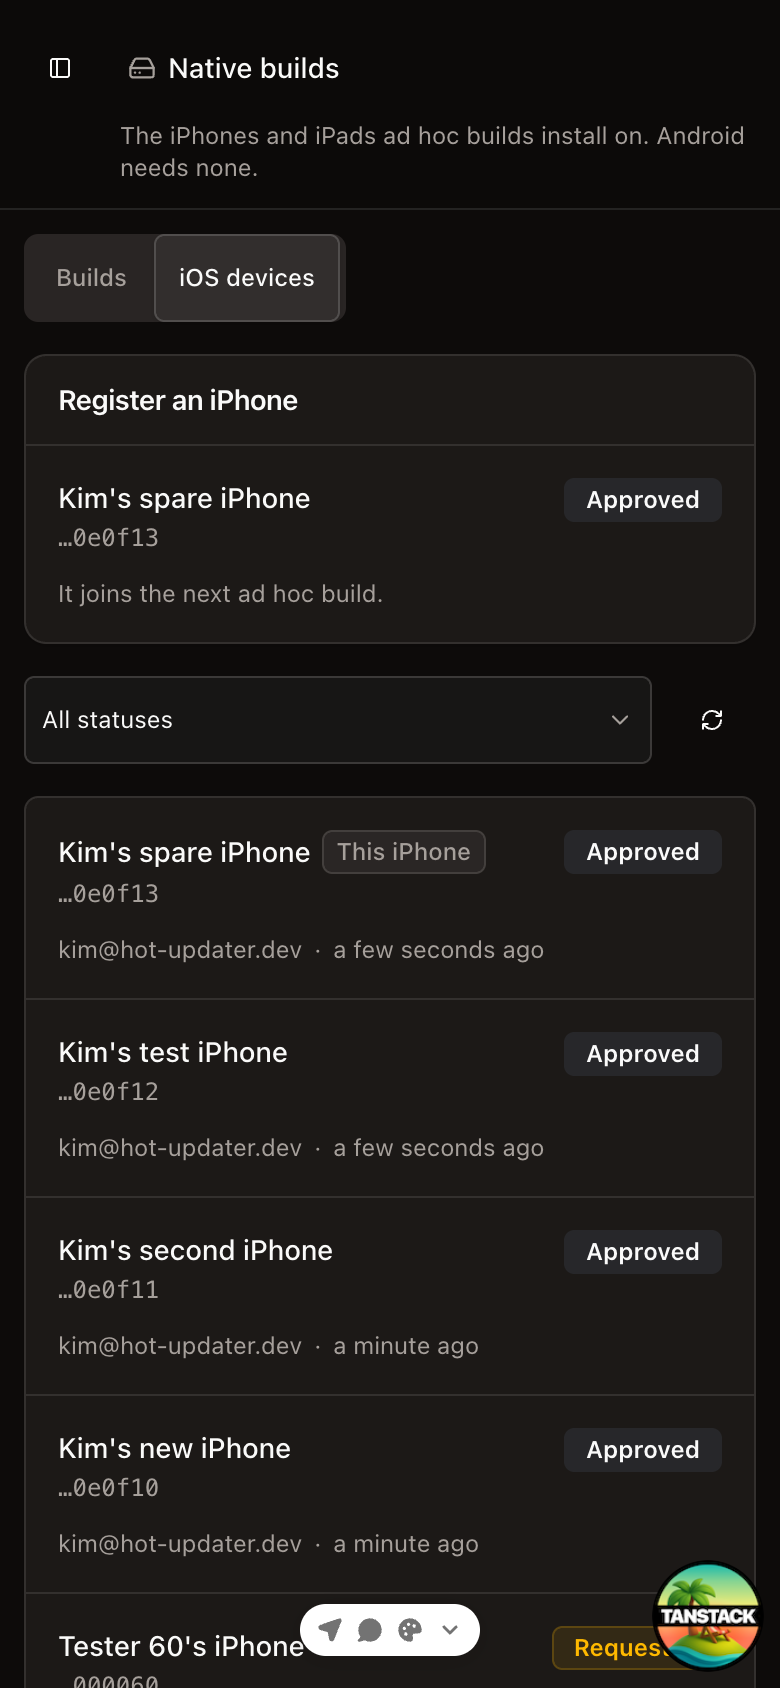 Native builds
The iPhones and iPads ad hoc builds install on. Android
needs none.
Builds
iOS devices
Register an iPhone
Kim's spare iPhone
Approved
…0e0f13
It joins the next ad hoc build.
All statuses
Kim's spare iPhone
This iPhone
Approved
…0e0f13
kim@hot-updater.dev · a few seconds ago
Kim's test iPhone
Approved
…0e0f12
kim@hot-updater.dev · a few seconds ago
Kim's second iPhone
Approved
…0e0f11
kim@hot-updater.dev · a minute ago
Kim's new iPhone
Approved
…0e0f10
kim@hot-updater.dev · a minute ago
Tester 60's iPhone
TANSTACK